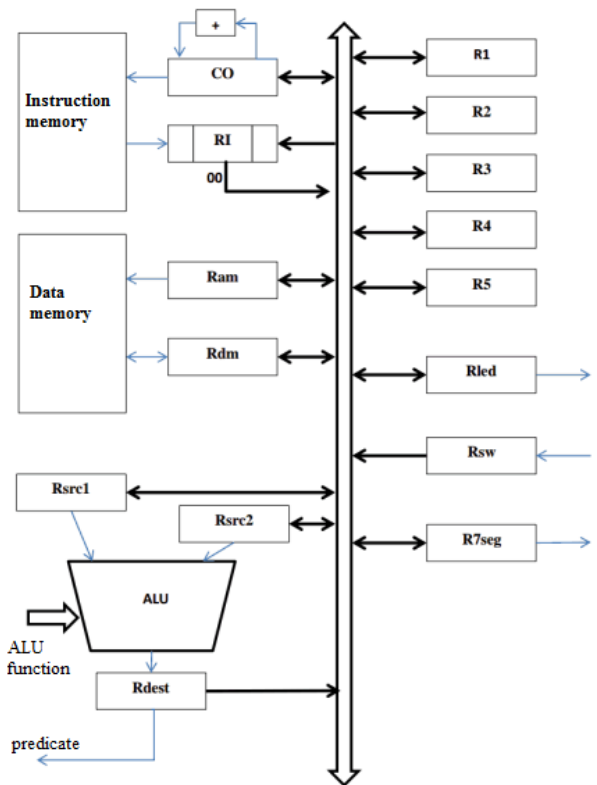 +
CO
Instruction
memory
RI
00
Ram
Data
memory
Rdm
Rsrc1
Rsrc2
ALU
ALU
function
Rdest
predicate
R1
R2
R3
R4
R5
Rled
Rsw
R7seg